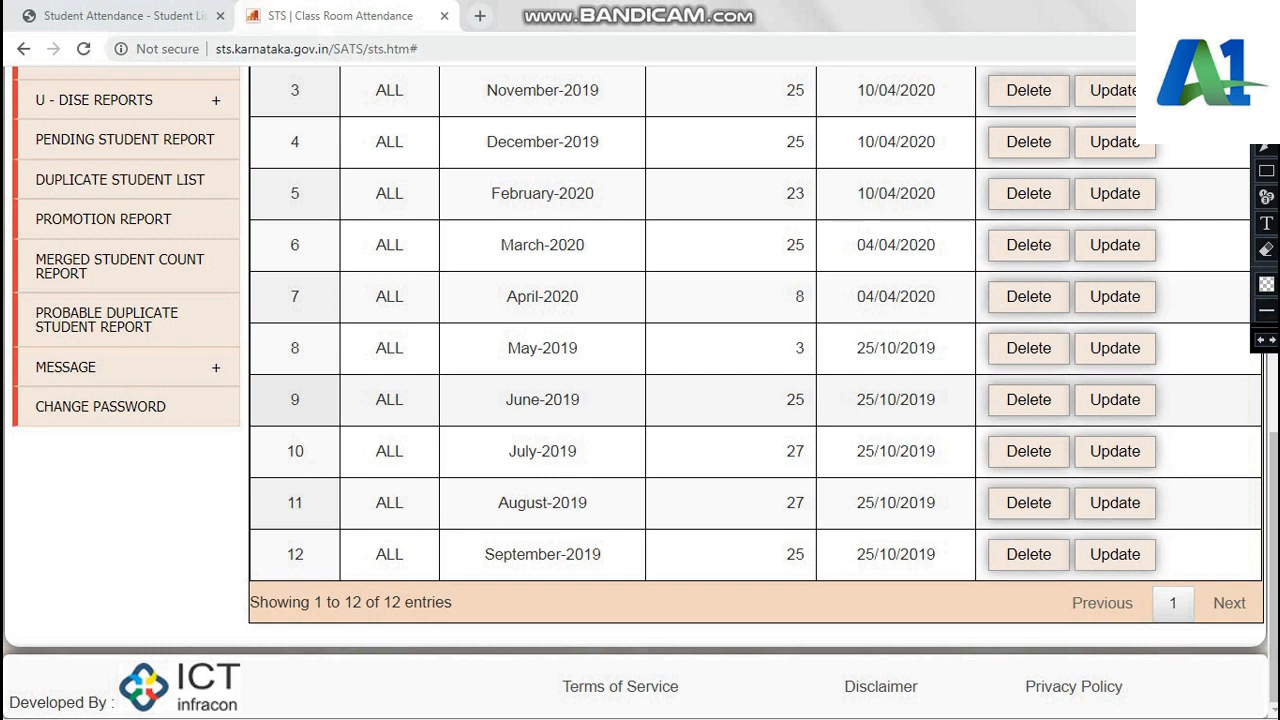 Student Attendance - Student Li
STS | Class Room Attendance
www.BANDICAM.com
Not secure
sts.karnataka.gov.in/SATS/sts.htm#
A1
U - DISE REPORTS +
PENDING STUDENT REPORT
DUPLICATE STUDENT LIST
PROMOTION REPORT
MERGED STUDENT COUNT
REPORT
PROBABLE DUPLICATE
STUDENT REPORT
MESSAGE +
CHANGE PASSWORD
3 ALL November-2019 25 10/04/2020 Delete Update
4 ALL December-2019 25 10/04/2020 Delete Update
5 ALL February-2020 23 10/04/2020 Delete Update
6 ALL March-2020 25 04/04/2020 Delete Update
7 ALL April-2020 8 04/04/2020 Delete Update
8 ALL May-2019 3 25/10/2019 Delete Update
9 ALL June-2019 25 25/10/2019 Delete Update
10 ALL July-2019 27 25/10/2019 Delete Update
11 ALL August-2019 27 25/10/2019 Delete Update
12 ALL September-2019 25 25/10/2019 Delete Update
Showing 1 to 12 of 12 entries
Previous 1 Next
Developed By :
ICT
infracon
Terms of Service
Disclaimer
Privacy Policy
T